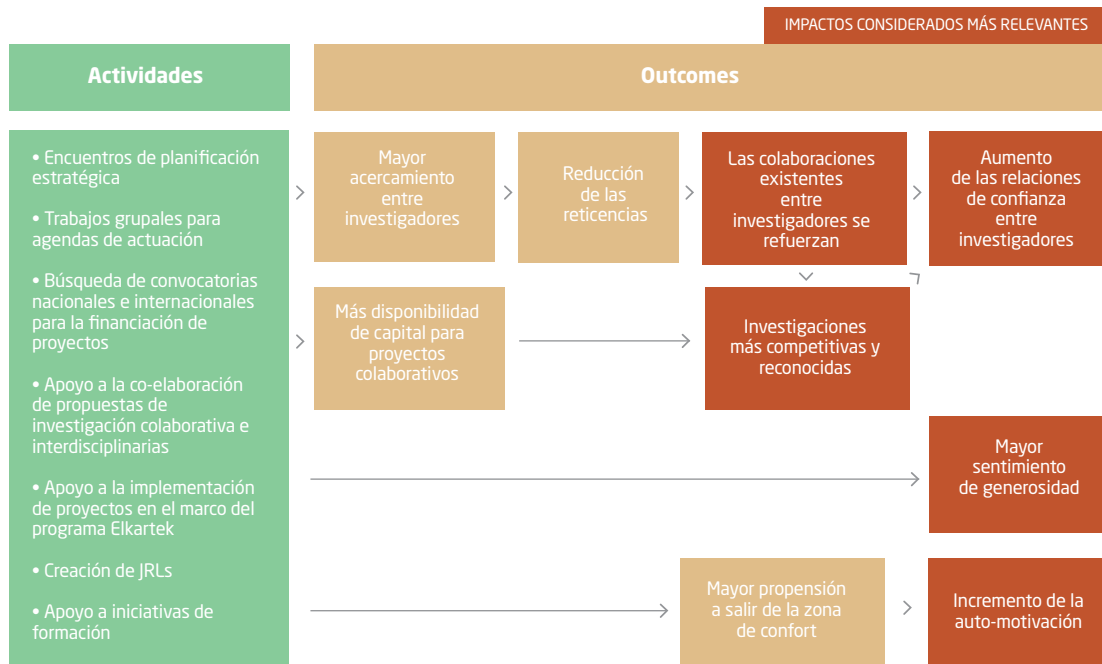 IMPACTOS CONSIDERADOS MÁS RELEVANTES
Actividades
Outcomes
• Encuentros de planificación
estratégica
• Trabajos grupales para
agendas de actuación
• Búsqueda de convocatorias
nacionales e internacionales
para la financiación de
proyectos
• Apoyo a la co-elaboración
de propuestas de
investigación colaborativa e
interdisciplinarias
• Apoyo a la implementación
de proyectos en el marco del
programa Elkartek
• Creación de JRLs
• Apoyo a iniciativas de
formación
Mayor
acercamiento
entre
investigadores
Reducción
de las
reticencias
Las colaboraciones
existentes
entre
investigadores se
refuerzan
Aumento
de las relaciones
de confianza
entre
investigadores
Más disponibilidad
de capital para
proyectos
colaborativos
Investigaciones
más competitivas y
reconocidas
Mayor
sentimiento
de generosidad
Mayor propensión
a salir de la zona
de confort
Incremento de la
auto-motivación